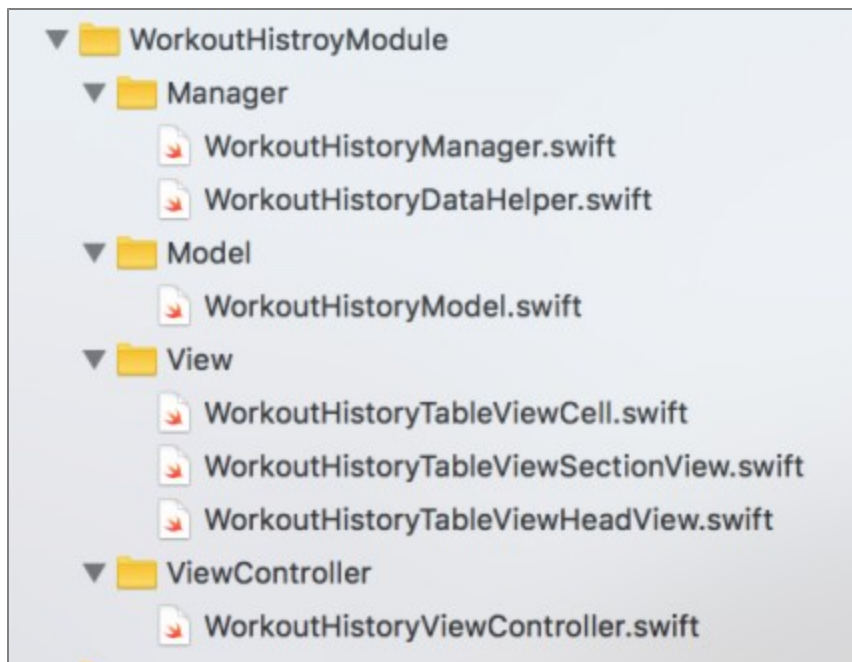 WorkoutHistroyModule
Manager
WorkoutHistoryManager.swift
WorkoutHistoryDataHelper.swift
Model
WorkoutHistoryModel.swift
View
WorkoutHistoryTableViewCell.swift
WorkoutHistoryTableViewSectionView.swift
WorkoutHistoryTableViewHeadView.swift
ViewController
WorkoutHistoryViewController.swift